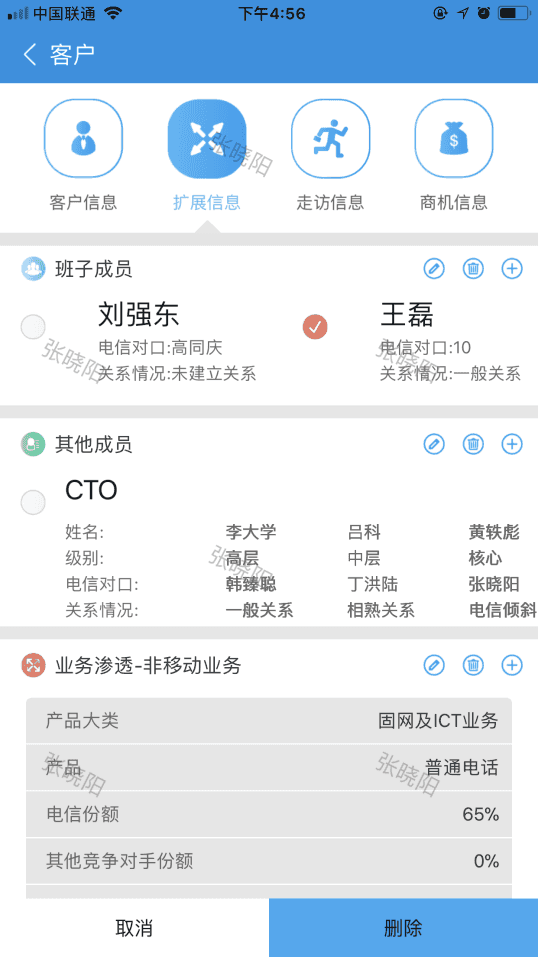 中国联通 下午4:56
客户
客户信息 扩展信息 走访信息 商机信息
张晓阳
班子成员
刘强东 王磊
电信对口:高同庆 电信对口:10
关系情况:未建立关系 关系情况:一般关系
张晓阳 张晓阳
其他成员
CTO
姓名: 李大学 吕科 黄轶彪
级别: 高层 中层 核心
电信对口: 韩臻聪 丁洪陆 张晓阳
关系情况: 一般关系 相熟关系 电信倾斜
张晓阳
业务渗透-非移动业务
产品大类 固网及ICT业务
产品 普通电话
张晓阳 张晓阳
电信份额 65%
其他竞争对手份额 0%
取消 删除